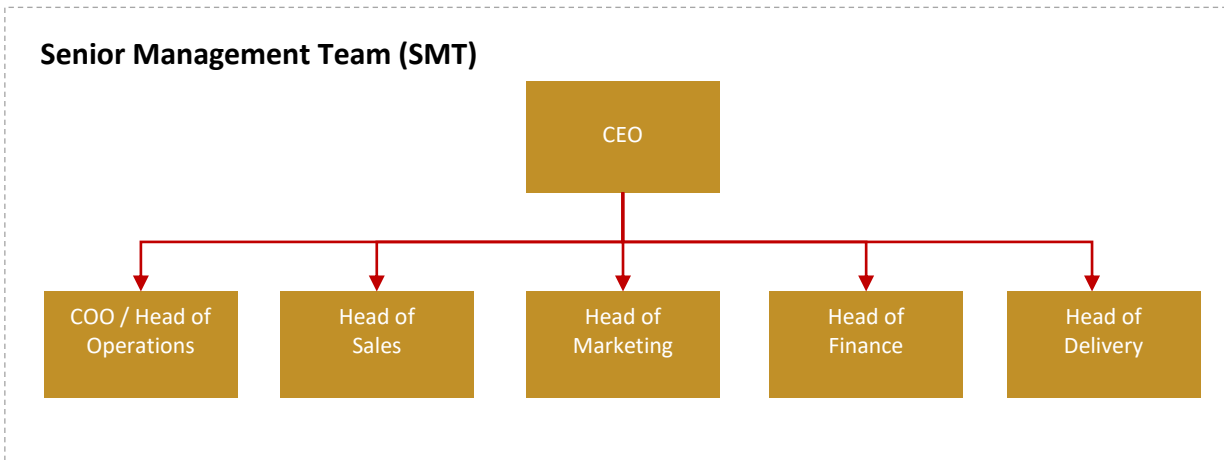 Senior Management Team (SMT)
CEO
COO / Head of
Operations
Head of
Sales
Head of
Marketing
Head of
Finance
Head of
Delivery